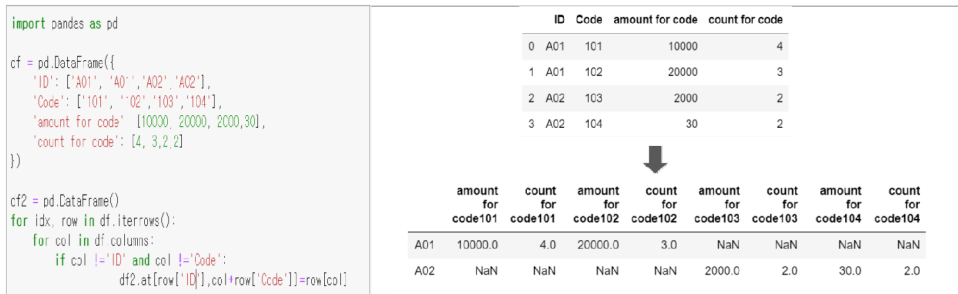 import pandas as pd
cf = pd.DataFrame({
'ID': ['A01', 'A01','A02','A02'],
'Code': ['101', '102','103','104'],
'amount for code' [10000, 20000, 2000,30],
'count for code': [4, 3,2,2]
})
cf2 = pd.DataFrame()
for idx, row in df.iterrows():
for col in df columns:
if col !='ID' and col !='Code':
df2.at[row['ID'],col+row['Code']]=row[col]
ID Code amount for code count for code
0 A01 101 10000 4
1 A01 102 20000 3
2 A02 103 2000 2
3 A02 104 30 2
amount count amount count amount count amount count
for for for for for for for for
code101 code101 code102 code102 code103 code103 code104 code104
A01 10000.0 4.0 20000.0 3.0 NaN NaN NaN NaN
A02 NaN NaN NaN NaN 2000.0 2.0 30.0 2.0